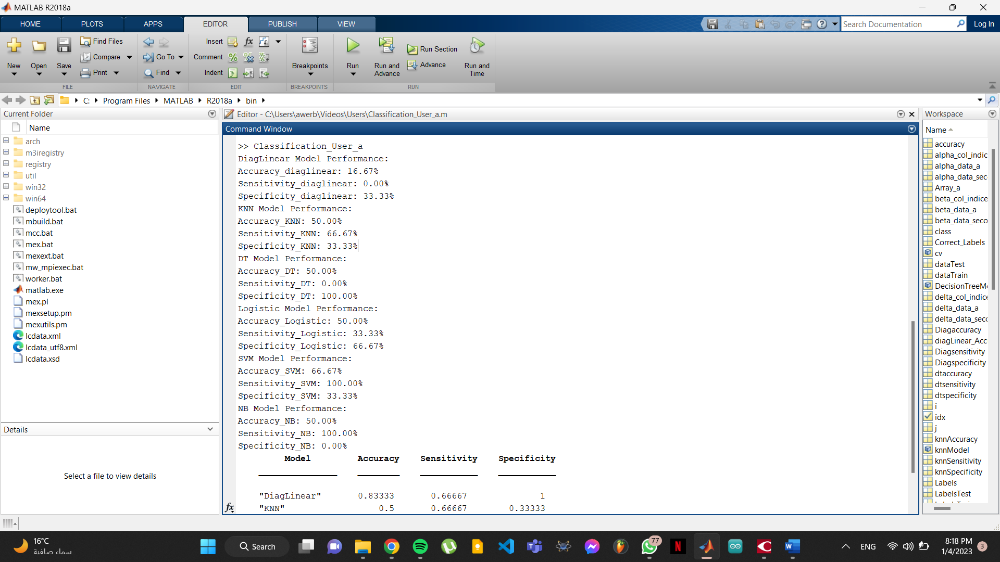 MATLAB R2018a
HOME
PLOTS
APPS
EDITOR
PUBLISH
VIEW
Search Documentation
Log In
New
Open
Save
Find Files
Compare
Print
FILE
Go To
Find
NAVIGATE
Insert
Comment
Indent
EDIT
Breakpoints
BREAKPOINTS
Run
Run and Advance
Run Section
Advance
Run and Time
RUN
C: Program Files MATLAB R2018a bin
Current Folder
Name
arch
m3iregistry
registry
util
win32
win64
deploytool.bat
mbuild.bat
mcc.bat
mex.bat
mexext.bat
mw_mpiexec.bat
worker.bat
matlab.exe
mex.pl
mexsetup.pm
mexutils.pm
lcdata.xml
lcdata_utf8.xml
lcdata.xsd
Details
Select a file to view details
Editor - C:\Users\awerb\Videos\Users\Classification_User_a.m
Command Window
>> Classification_User_a
DiagLinear Model Performance:
Accuracy_diaglinear: 16.67%
Sensitivity_diaglinear: 0.00%
Specificity_diaglinear: 33.33%
KNN Model Performance:
Accuracy_KNN: 50.00%
Sensitivity_KNN: 66.67%
Specificity_KNN: 33.33%
DT Model Performance:
Accuracy_DT: 50.00%
Sensitivity_DT: 0.00%
Specificity_DT: 100.00%
Logistic Model Performance:
Accuracy_Logistic: 50.00%
Sensitivity_Logistic: 33.33%
Specificity_Logistic: 66.67%
SVM Model Performance:
Accuracy_SVM: 66.67%
Sensitivity_SVM: 100.00%
Specificity_SVM: 33.33%
NB Model Performance:
Accuracy_NB: 50.00%
Sensitivity_NB: 100.00%
Specificity_NB: 0.00%
Model Accuracy Sensitivity Specificity
"DiagLinear" 0.83333 0.66667 1
"KNN" 0.5 0.66667 0.33333
fx
Workspace
Name
accuracy
alpha_col_indic
alpha_data_a
alpha_data_sec
Array_a
beta_col_indice
beta_data_a
beta_data_seco
class
Correct_Labels
cv
dataTest
dataTrain
DecisionTreeMo
delta_col_indice
delta_data_a
delta_data_seco
Diagaccuracy
diagLinear_Acc
Diagsensitivity
Diagspecificity
dtaccuracy
dtsensitivity
dtspecificity
i
idx
j
knnAccuracy
knnModel
knnSensitivity
knnSpecificity
Labels
LabelsTest
16°C
سماء صافية
Search
77
ENG
8:18 PM
1/4/2023
3